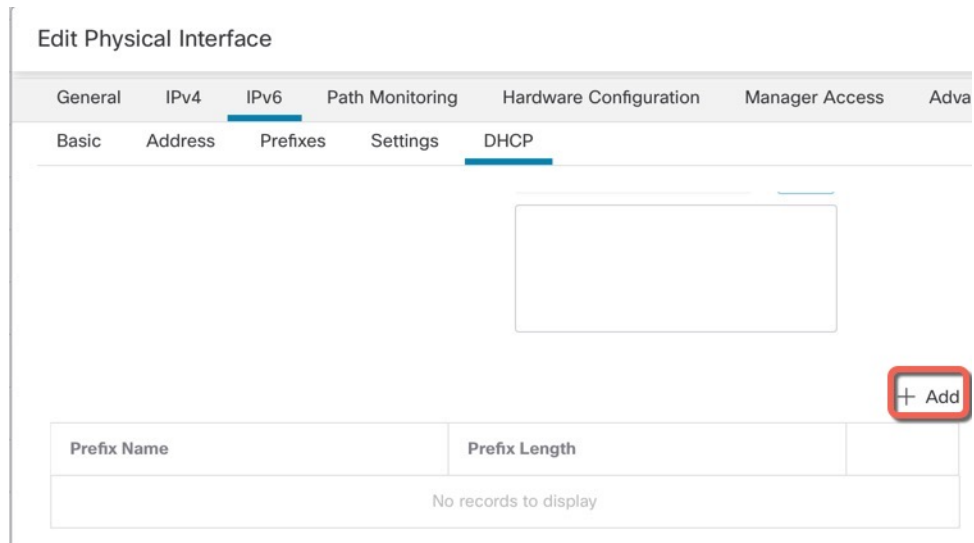 Edit Physical Interface
General IPv4 IPv6 Path Monitoring Hardware Configuration Manager Access Adva
Basic Address Prefixes Settings DHCP
+ Add
Prefix Name Prefix Length
No records to display